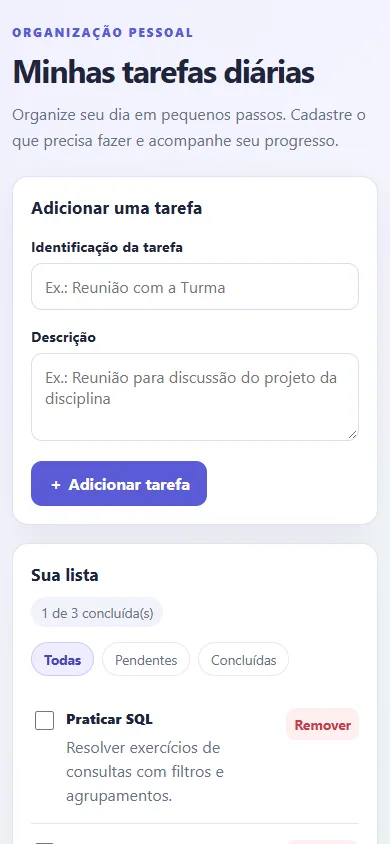 ORGANIZAÇÃO PESSOAL
Minhas tarefas diárias
Organize seu dia em pequenos passos. Cadastre o
que precisa fazer e acompanhe seu progresso.
Adicionar uma tarefa
Identificação da tarefa
Ex.: Reunião com a Turma
Descrição
Ex.: Reunião para discussão do projeto da
disciplina
+ Adicionar tarefa
Sua lista
1 de 3 concluída(s)
Todas
Pendentes
Concluídas
Praticar SQL
Remover
Resolver exercícios de
consultas com filtros e
agrupamentos.